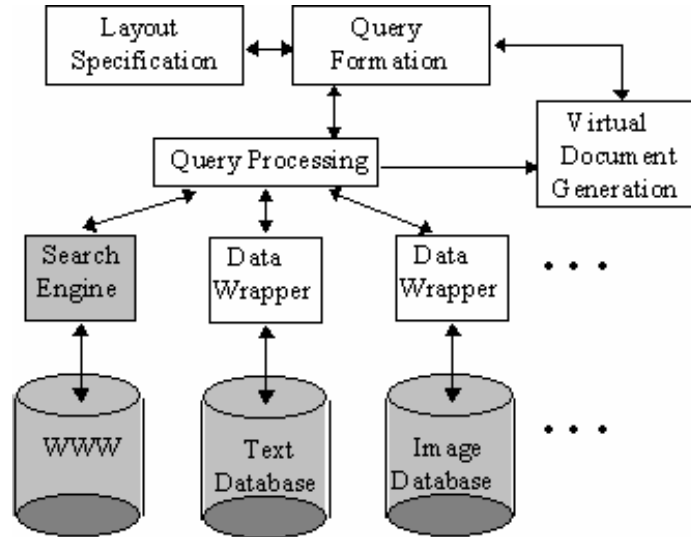 Layout
Specification
Query
Formation
Virtual
Document
Generation
Query Processing
Search
Engine
Data
Wrapper
Data
Wrapper
• • •
WWW
Text
Database
Image
Database
• • •